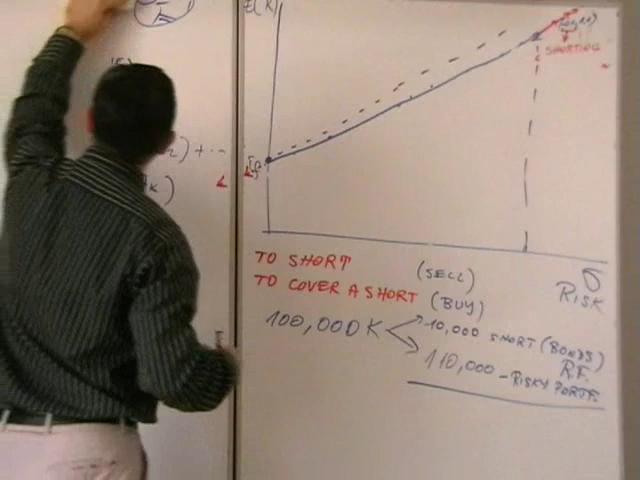 E(R)
SHORTING
rf
TO SHORT (SELL)
TO COVER A SHORT (BUY)
σ
RISK
100,000K
10,000 SHORT (BONDS)
R.F.
110,000 - RISKY PORTF.